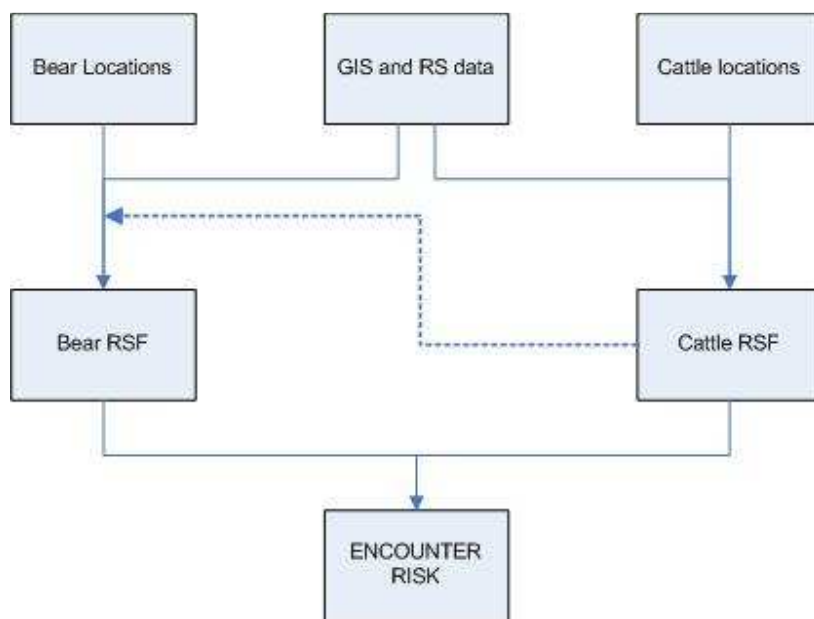 Bear Locations
GIS and RS data
Cattle locations
Bear RSF
Cattle RSF
ENCOUNTER
RISK